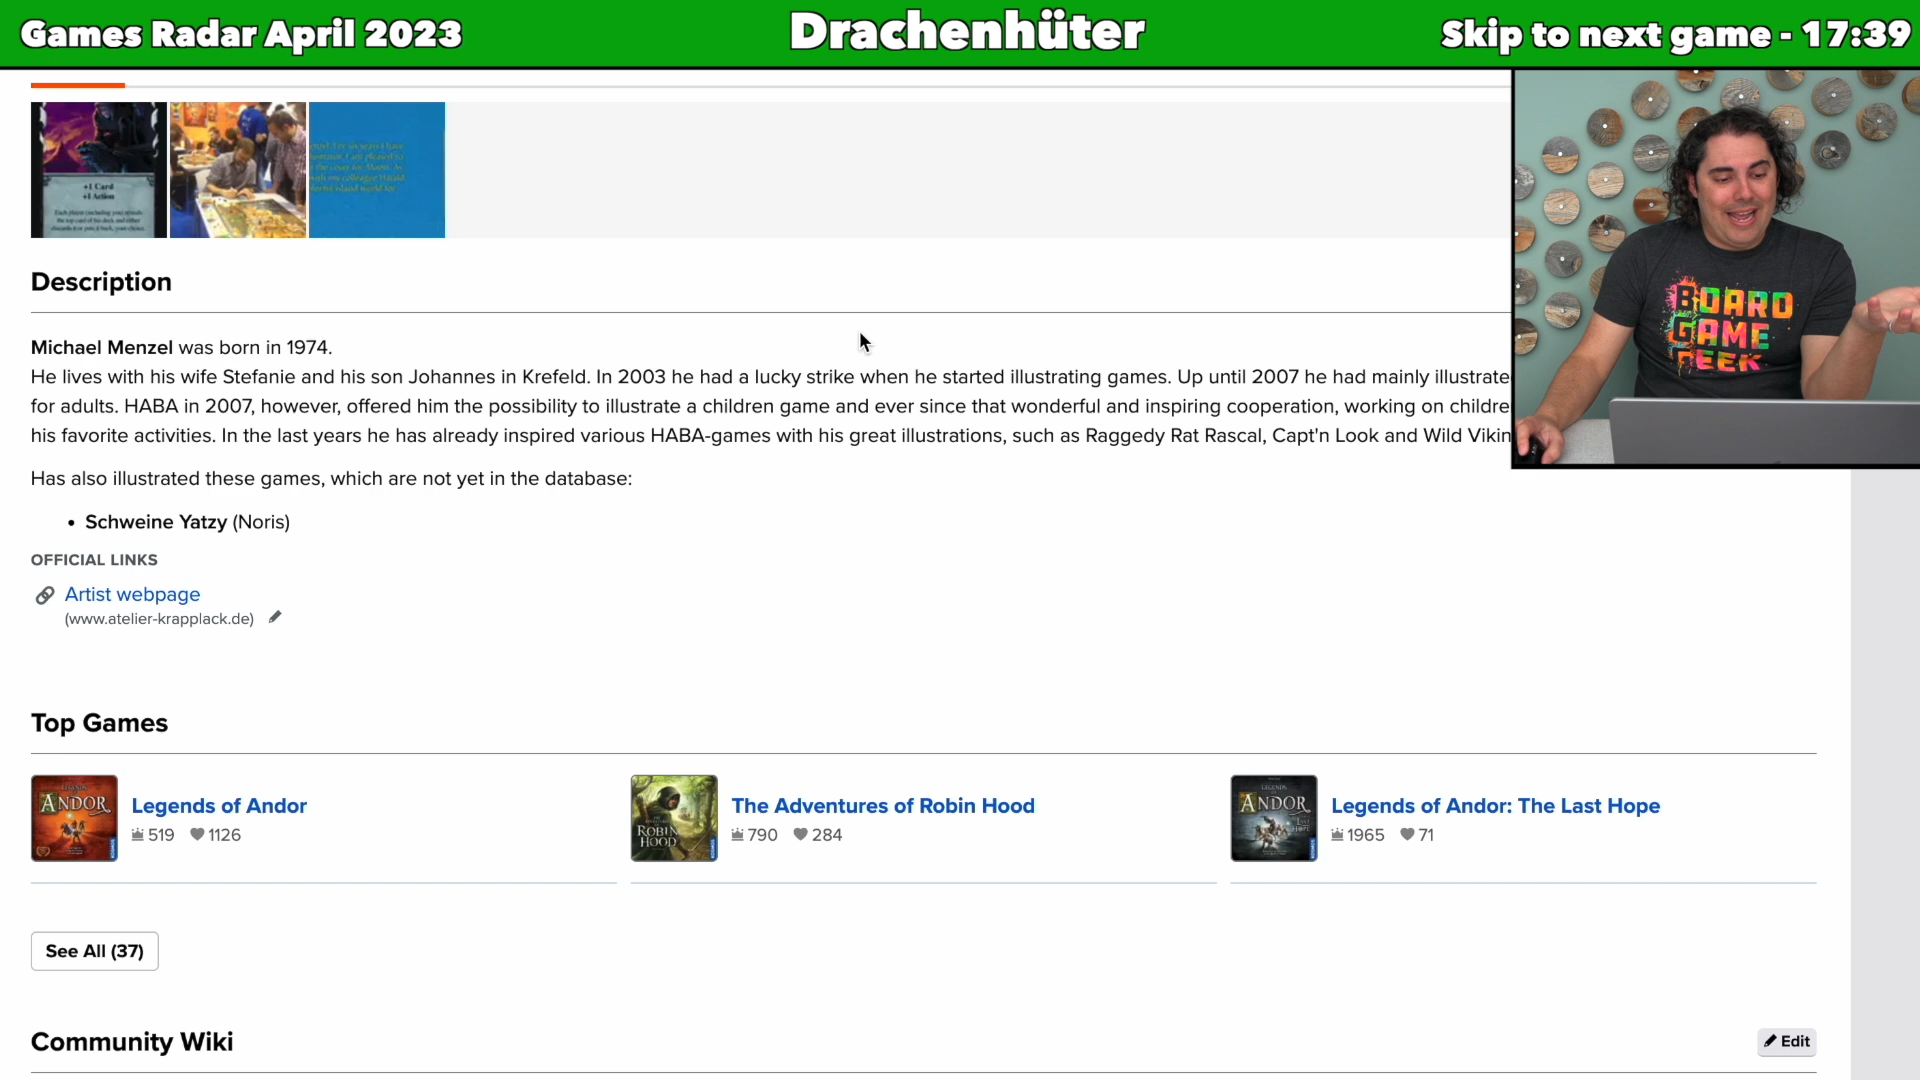 Games Radar April 2023
Drachenhüter
Skip to next game - 17:39
+1 Card
+1 Action
BOARD
GAME
GEEK
Description
Michael Menzel was born in 1974.
He lives with his wife Stefanie and his son Johannes in Krefeld. In 2003 he had a lucky strike when he started illustrating games. Up until 2007 he had mainly illustrate
for adults. HABA in 2007, however, offered him the possibility to illustrate a children game and ever since that wonderful and inspiring cooperation, working on childre
his favorite activities. In the last years he has already inspired various HABA-games with his great illustrations, such as Raggedy Rat Rascal, Capt'n Look and Wild Vikin
Has also illustrated these games, which are not yet in the database:
• Schweine Yatzy (Noris)
OFFICIAL LINKS
Artist webpage
(www.atelier-krapplack.de)
Top Games
ANDOR
Legends of Andor
519 1126
ROBIN
HOOD
The Adventures of Robin Hood
790 284
ANDOR
Legends of Andor: The Last Hope
1965 71
See All (37)
Community Wiki
Edit